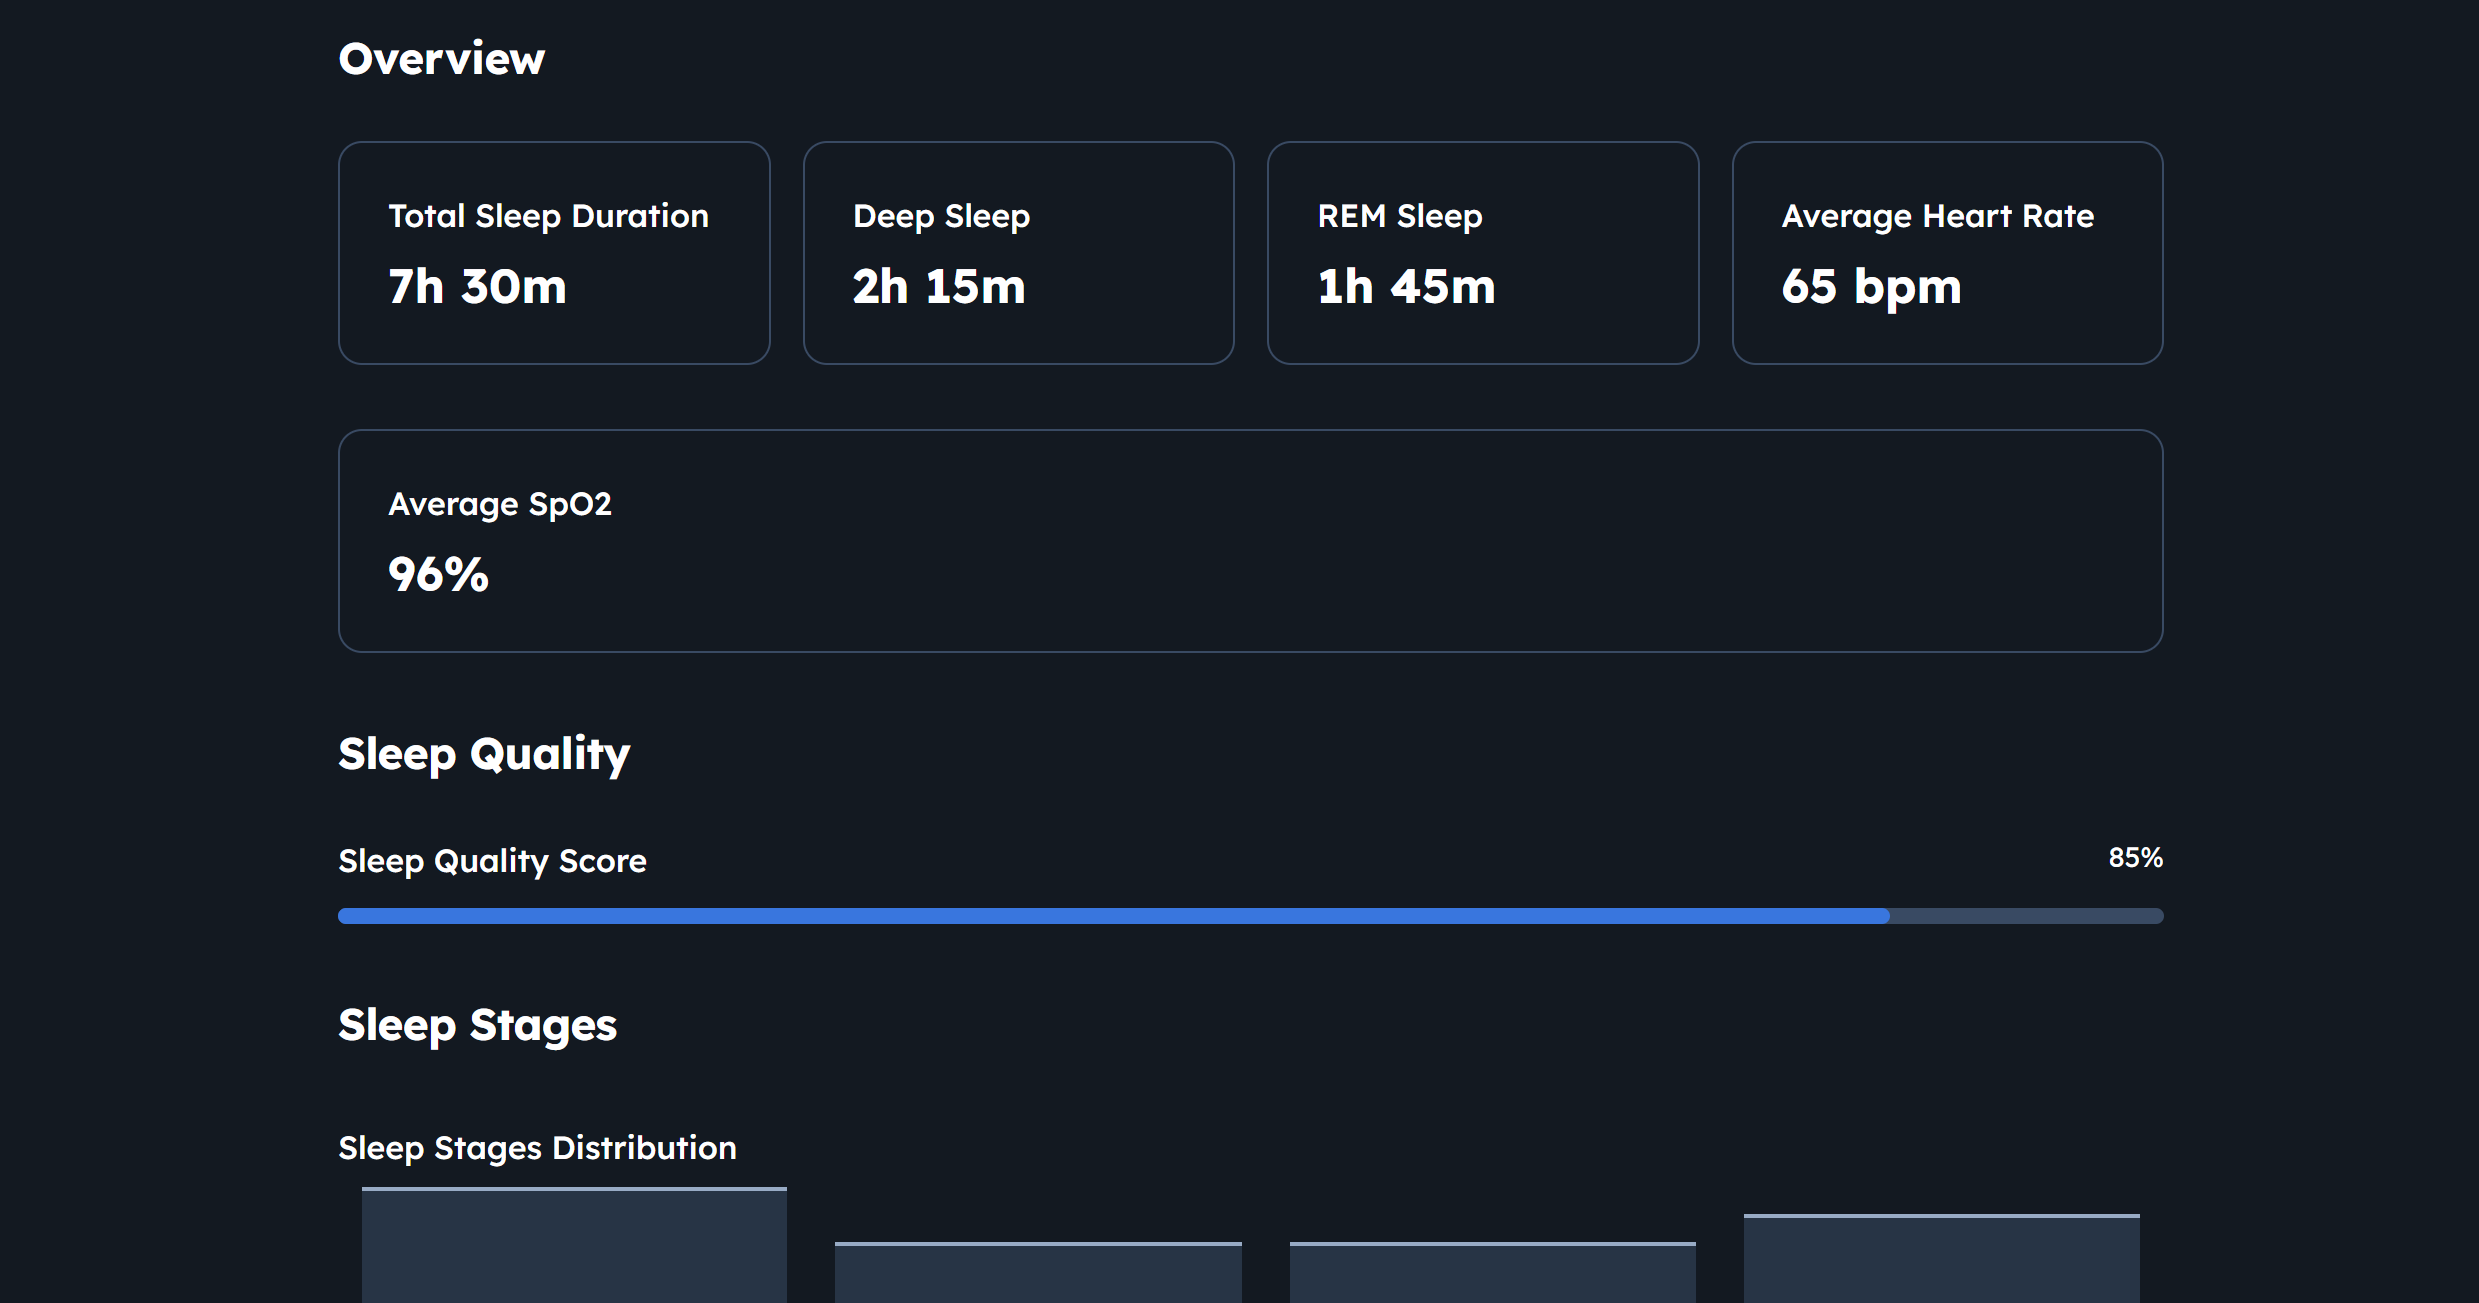 Overview
Total Sleep Duration
7h 30m
Deep Sleep
2h 15m
REM Sleep
1h 45m
Average Heart Rate
65 bpm
Average SpO2
96%
Sleep Quality
Sleep Quality Score
85%
Sleep Stages
Sleep Stages Distribution